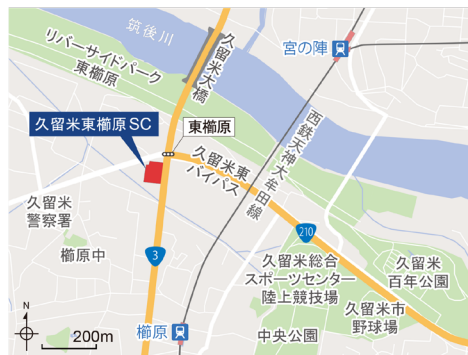 筑後川
宮の陣
リバーサイドパーク
東櫛原
久留米大橋
久留米東櫛原SC
東櫛原
久留米東
バイパス
西鉄天神大牟田線
久留米
警察署
櫛原中
3
210
久留米総合
スポーツセンター
陸上競技場
久留米
百年公園
久留米市
野球場
中央公園
櫛原
N
200m